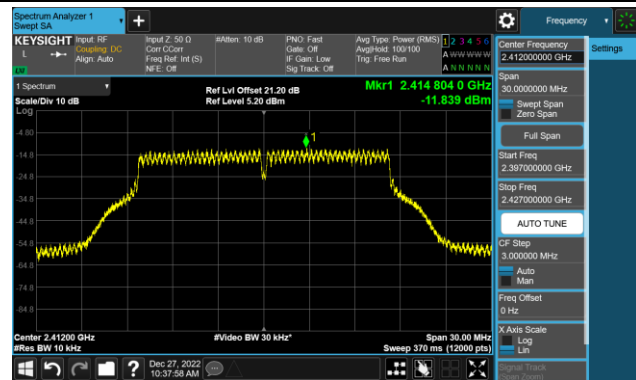 Spectrum Analyzer 1
Swept SA
KEYSIGHT
L
Input: RF
Coupling: DC
Align: Auto
Input Z: 50 Ω
Corr CCorr
Freq Ref: Int (S)
NFE: Off
#Atten: 10 dB
PNO: Fast
Gate: Off
IF Gain: Low
Sig Track: Off
Avg Type: Power (RMS)
Avg|Hold: 100/100
Trig: Free Run
1 2 3 4 5 6
A W W W W W
A N N N N N
1 Spectrum
Scale/Div 10 dB
Log
Ref Lvl Offset 21.20 dB
Ref Level 5.20 dBm
Mkr1 2.414 804 0 GHz
-11.839 dBm
1
-4.80
-14.8
-24.8
-34.8
-44.8
-54.8
-64.8
-74.8
-84.8
Center 2.41200 GHz
#Res BW 10 kHz
#Video BW 30 kHz*
Span 30.00 MHz
Sweep 370 ms (12000 pts)
Dec 27, 2022
10:37:58 AM
Frequency
Settings
Center Frequency
2.412000000 GHz
Span
30.0000000 MHz
Swept Span
Zero Span
Full Span
Start Freq
2.397000000 GHz
Stop Freq
2.427000000 GHz
AUTO TUNE
CF Step
3.000000 MHz
Auto
Man
Freq Offset
0 Hz
X Axis Scale
Log
Lin
Signal Track
(Span Zoom)